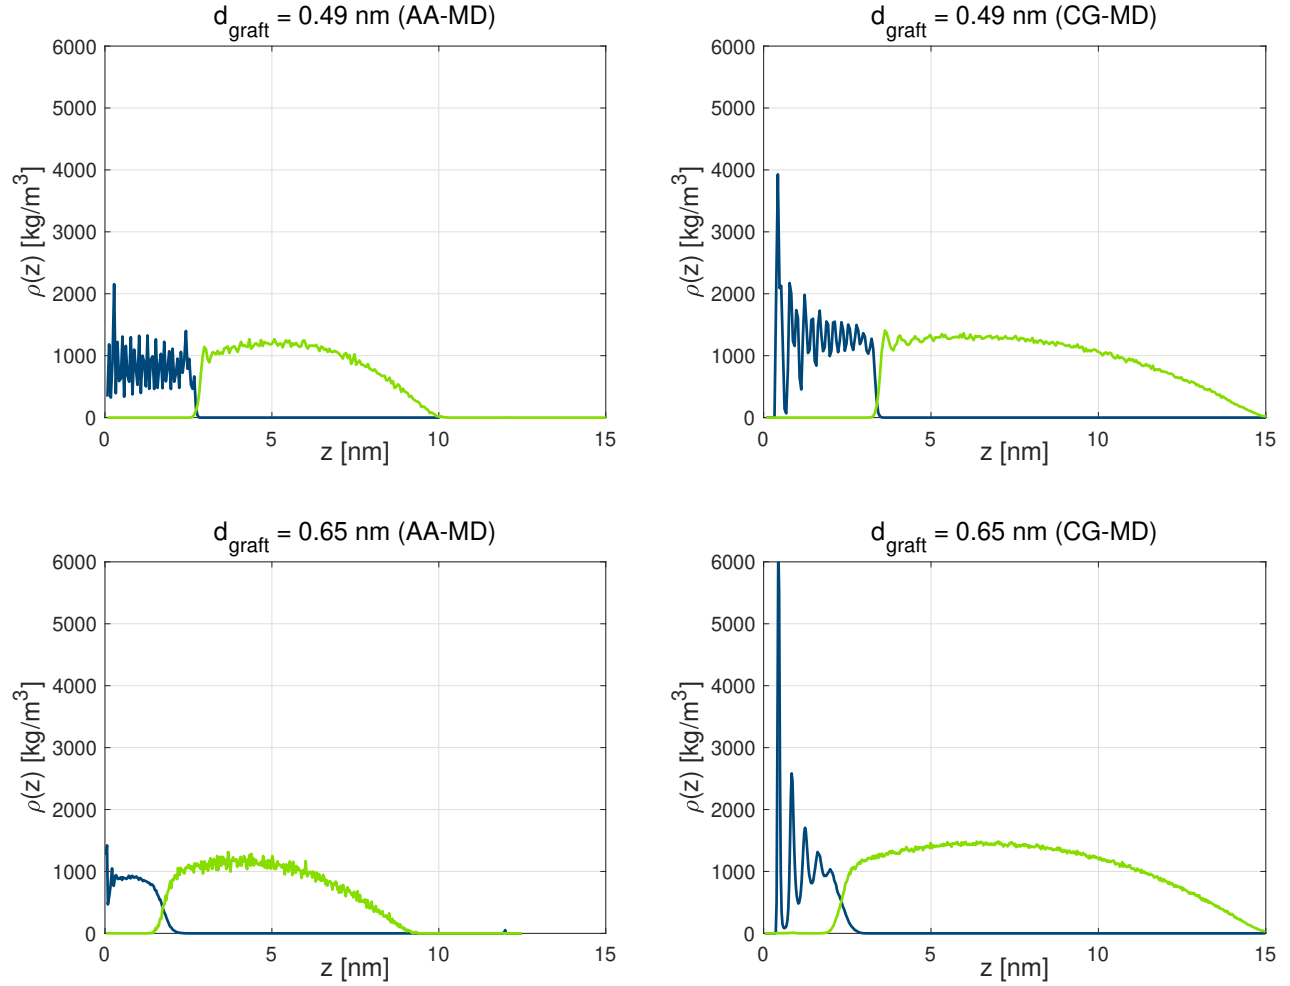 d_graft = 0.49 nm (AA-MD)
6000
5000
4000
3000
2000
1000
0
ρ(z) [kg/m³]
0 5 10 15
z [nm]
d_graft = 0.49 nm (CG-MD)
6000
5000
4000
3000
2000
1000
0
ρ(z) [kg/m³]
0 5 10 15
z [nm]
d_graft = 0.65 nm (AA-MD)
6000
5000
4000
3000
2000
1000
0
ρ(z) [kg/m³]
0 5 10 15
z [nm]
d_graft = 0.65 nm (CG-MD)
6000
5000
4000
3000
2000
1000
0
ρ(z) [kg/m³]
0 5 10 15
z [nm]